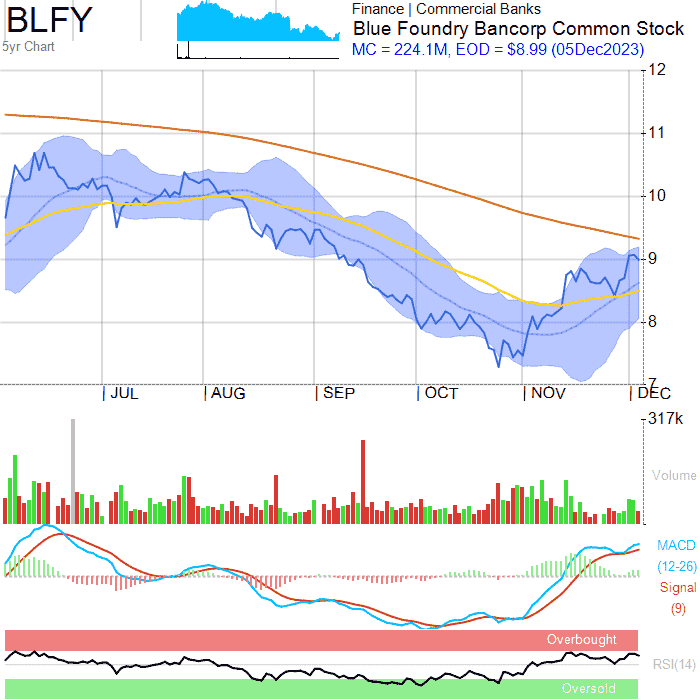 BLFY
5yr Chart
Finance | Commercial Banks
Blue Foundry Bancorp Common Stock
MC = 224.1M, EOD = $8.99 (05Dec2023)
12
11
10
9
8
7
JUL
AUG
SEP
OCT
NOV
DEC
317k
Volume
MACD
(12-26)
Signal
(9)
Overbought
RSI(14)
Oversold